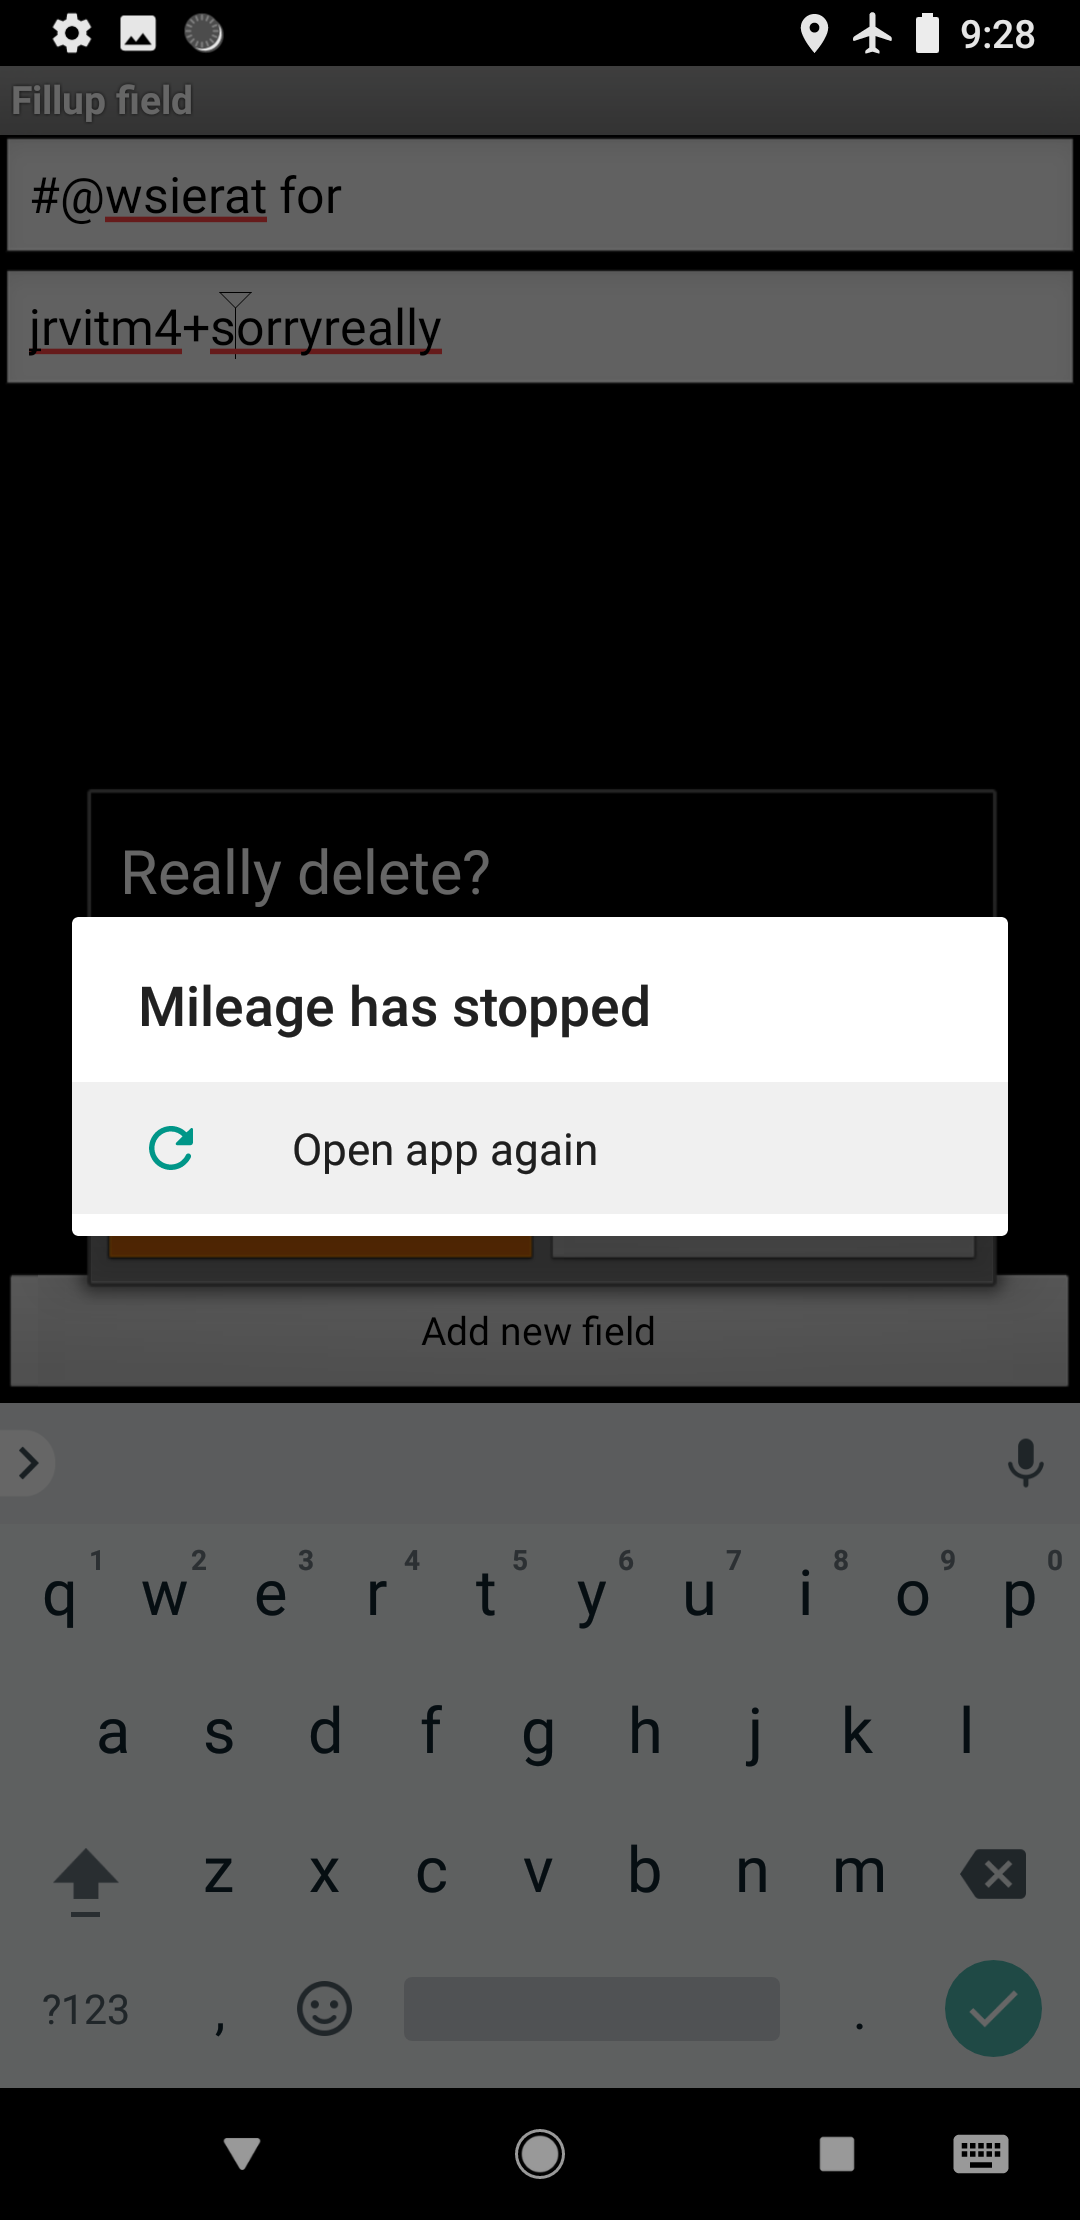 9:28
Fillup field
#@wsierat for
jrvitm4+sorryreally
Really delete?
Mileage has stopped
Open app again
Add new field
1 2 3 4 5 6 7 8 9 0
q w e r t y u i o p
a s d f g h j k l
z x c v b n m
?123 , .